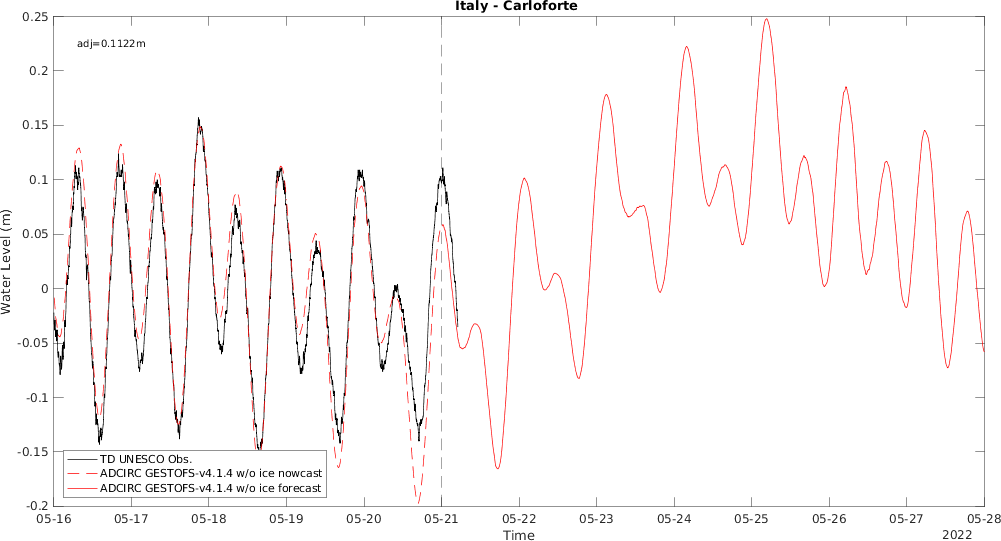 Italy - Carloforte
adj=0.1122m
Water Level (m)
0.25
0.2
0.15
0.1
0.05
0
-0.05
-0.1
-0.15
-0.2
TD UNESCO Obs.
ADCIRC GESTOFS-v4.1.4 w/o ice nowcast
ADCIRC GESTOFS-v4.1.4 w/o ice forecast
05-16 05-17 05-18 05-19 05-20 05-21 05-22 05-23 05-24 05-25 05-26 05-27 05-28
Time
2022